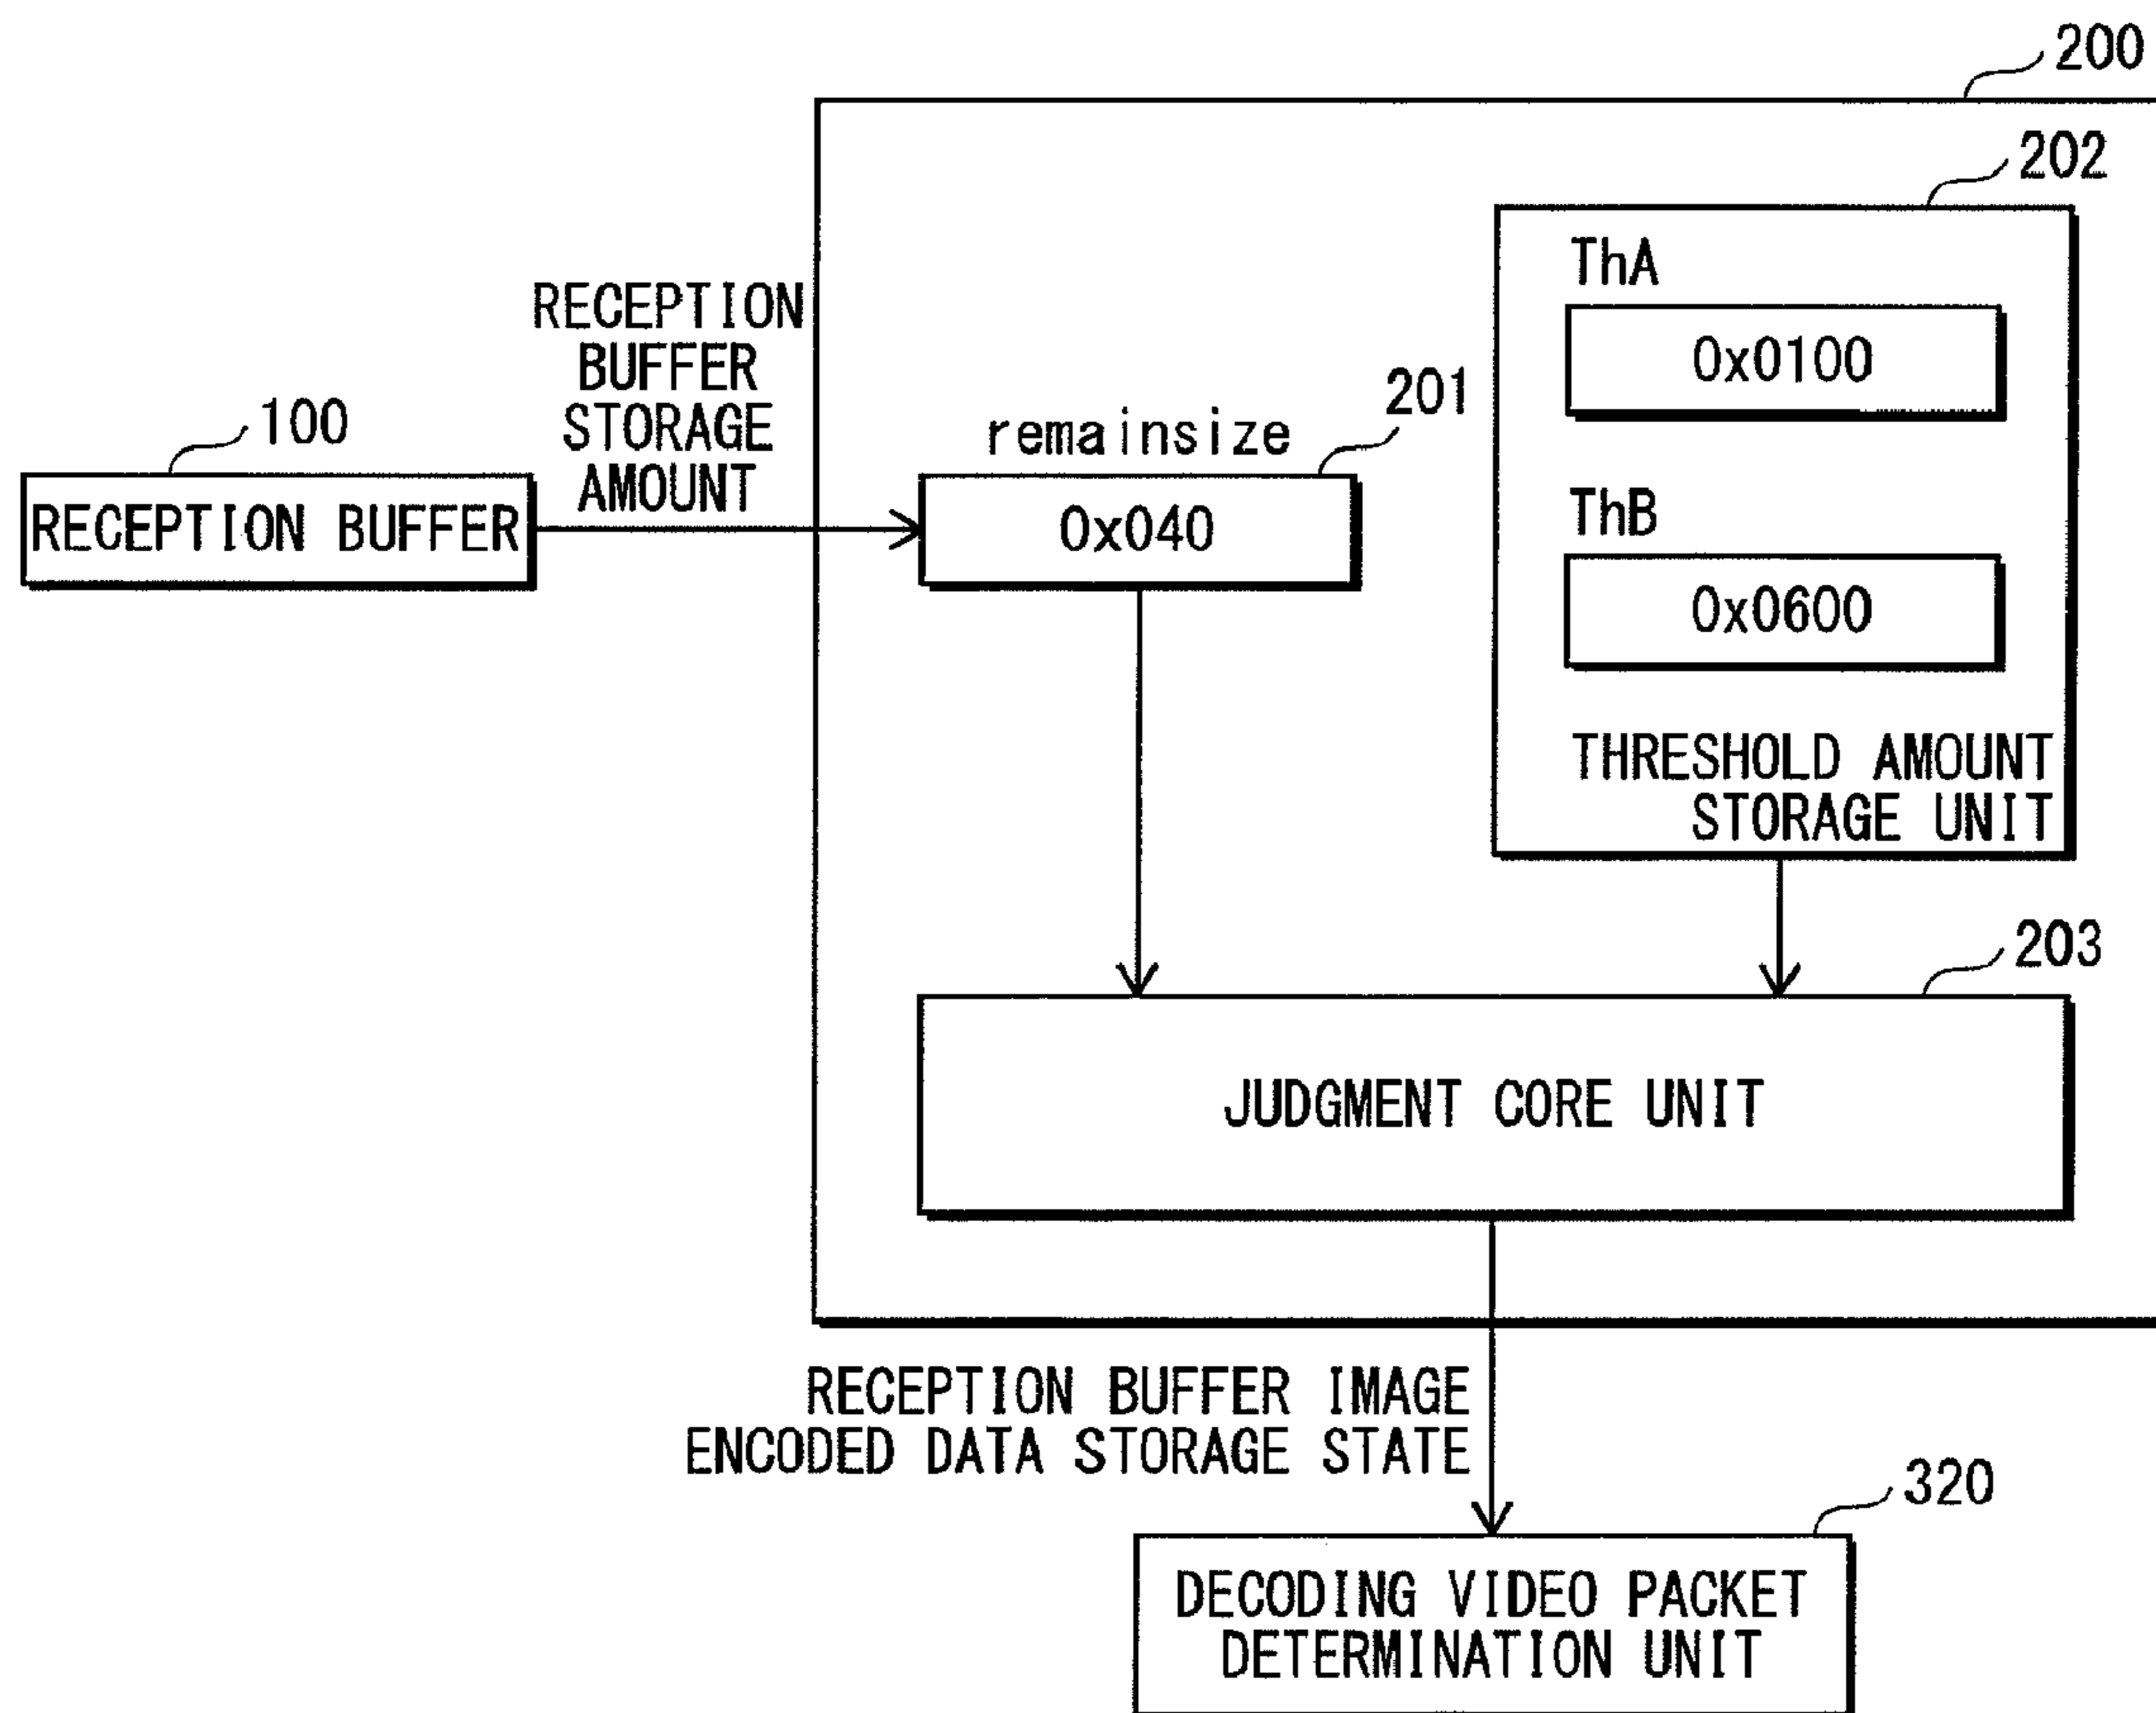 200
202
ThA
0x0100
RECEPTION
BUFFER
STORAGE
AMOUNT
201
remainsize
100
RECEPTION BUFFER
0x040
ThB
0x0600
THRESHOLD AMOUNT
STORAGE UNIT
203
JUDGMENT CORE UNIT
RECEPTION BUFFER IMAGE
ENCODED DATA STORAGE STATE
320
DECODING VIDEO PACKET
DETERMINATION UNIT